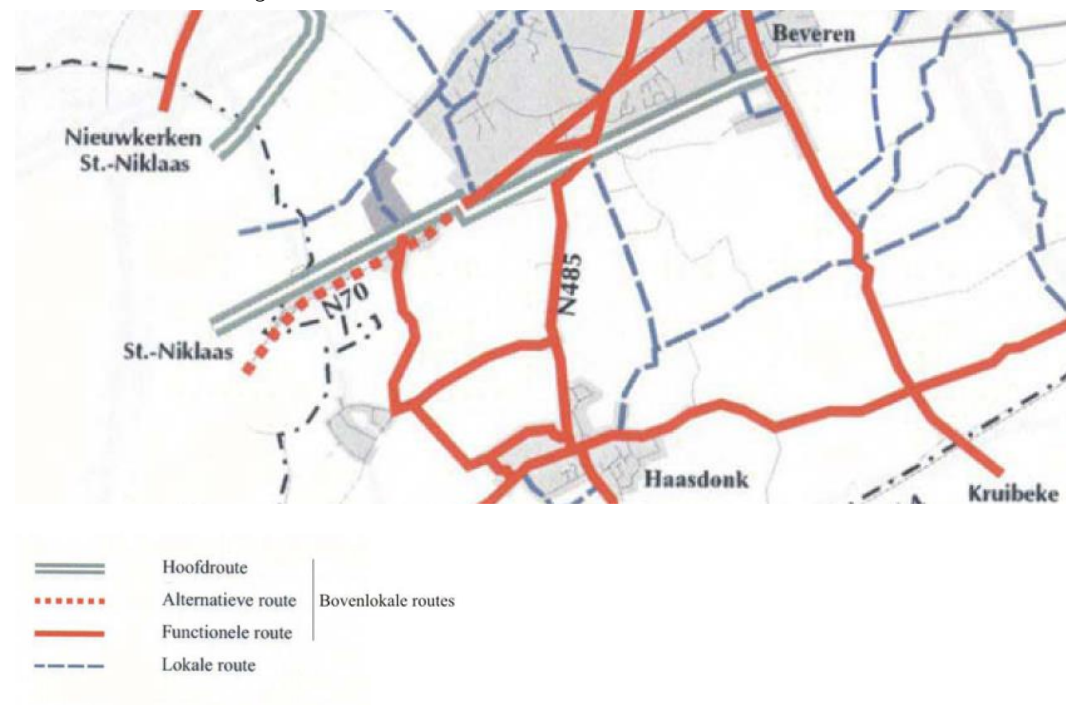 Beveren
Nieuwkerken
St.-Niklaas
N70
N485
St.-Niklaas
Haasdonk
Kruibeke
Hoofdroute
Alternatieve route
Bovenlokale routes
Functionele route
Lokale route